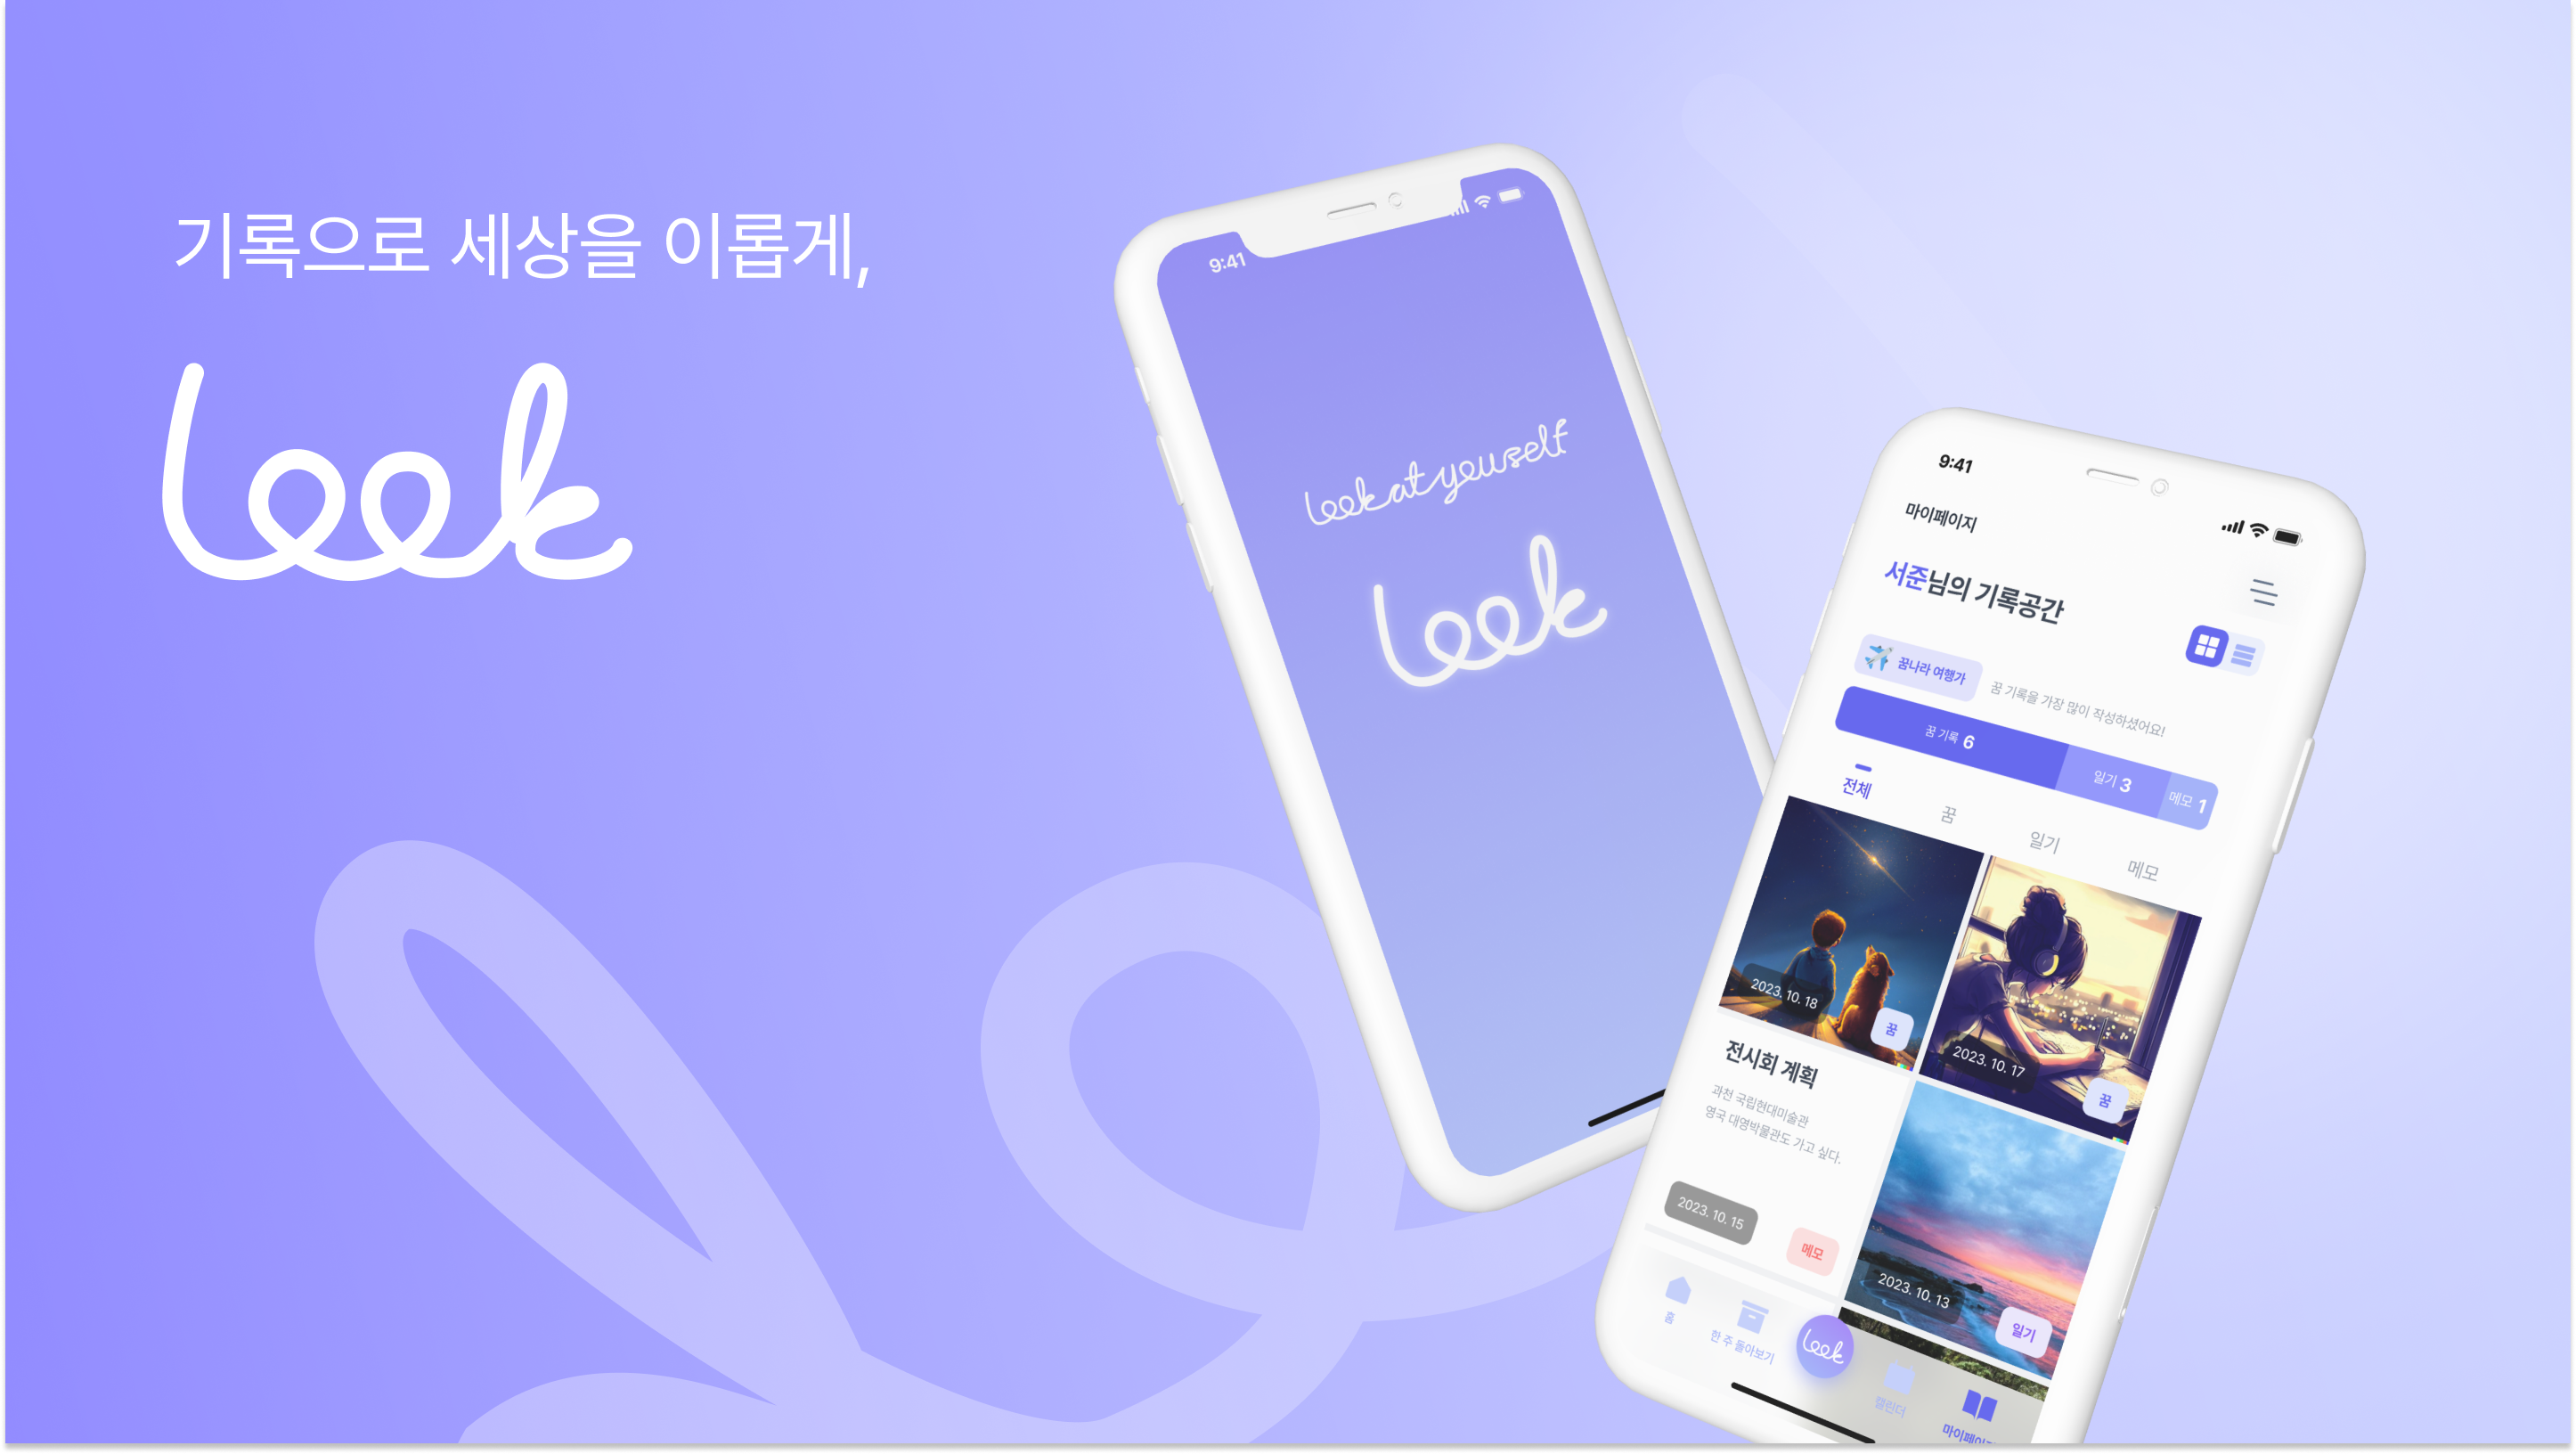 기록으로 세상을 이롭게,
look
9:41
look at yourself
look
9:41
마이페이지
서준님의 기록공간
꿈나라 여행가
꿈 기록을 가장 많이 작성하셨어요!
꿈 기록 6
일기 3
메모 1
전체
꿈
일기
메모
2023. 10. 18
꿈
2023. 10. 17
꿈
전시회 계획
과천 국립현대미술관
영국 대영박물관도 가고 싶다.
2023. 10. 15
메모
2023. 10. 13
일기
홈
한 주 돌아보기
look
캘린더